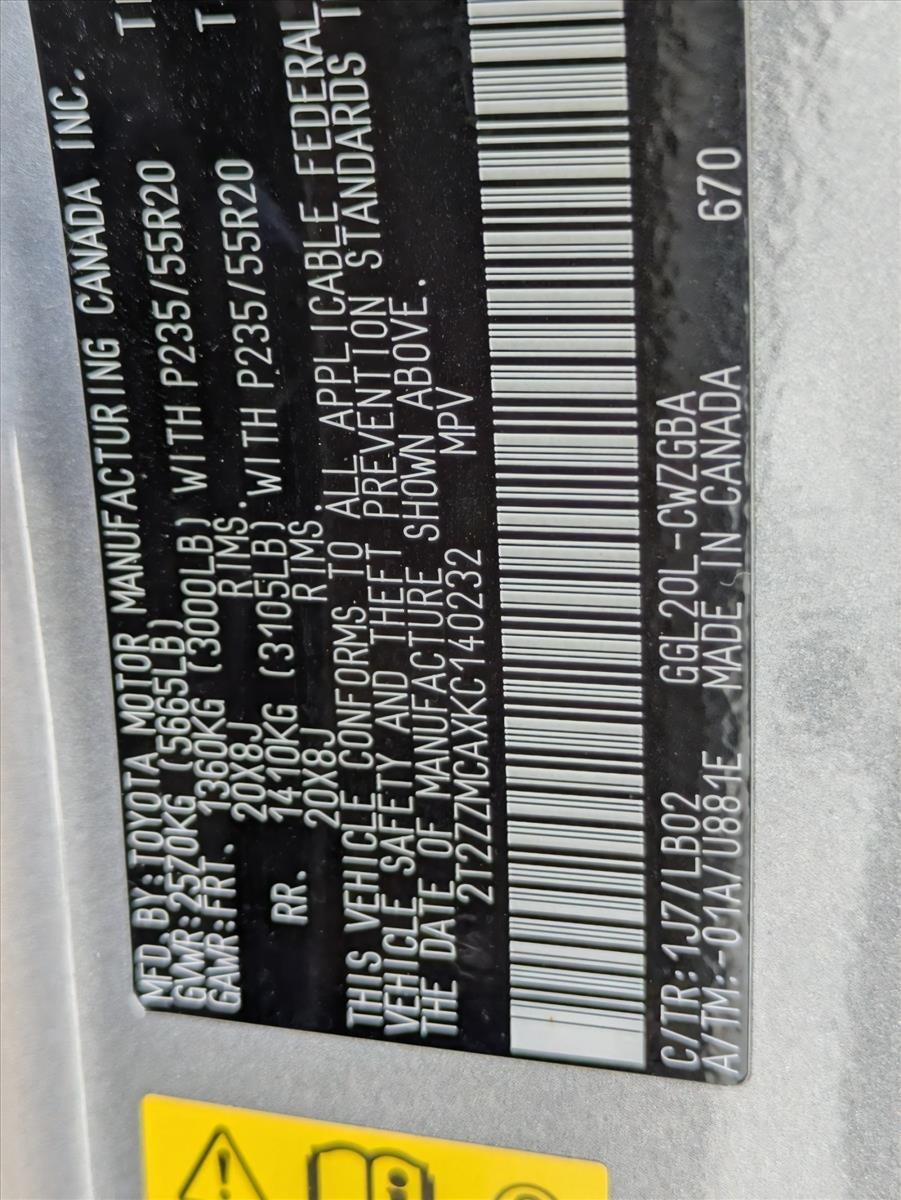 MFD. BY: TOYOTA MOTOR MANUFACTURING CANADA INC.
GVWR: 2570KG (5665LB)
GAWR: FRT. 1360KG (3000LB) WITH P235/55R20
20X8J RIMS.
RR. 1410KG (3105LB) WITH P235/55R20
20X8J RIMS.
THIS VEHICLE CONFORMS TO ALL APPLICABLE FEDERAL
VEHICLE SAFETY AND THEFT PREVENTION STANDARDS
THE DATE OF MANUFACTURE SHOWN ABOVE.
2T2ZZMCAXKC140232 MPV
C/TR: 1J7/LB02 GGL20L-CWZGBA 670
A/TM: -01A/U881E MADE IN CANADA